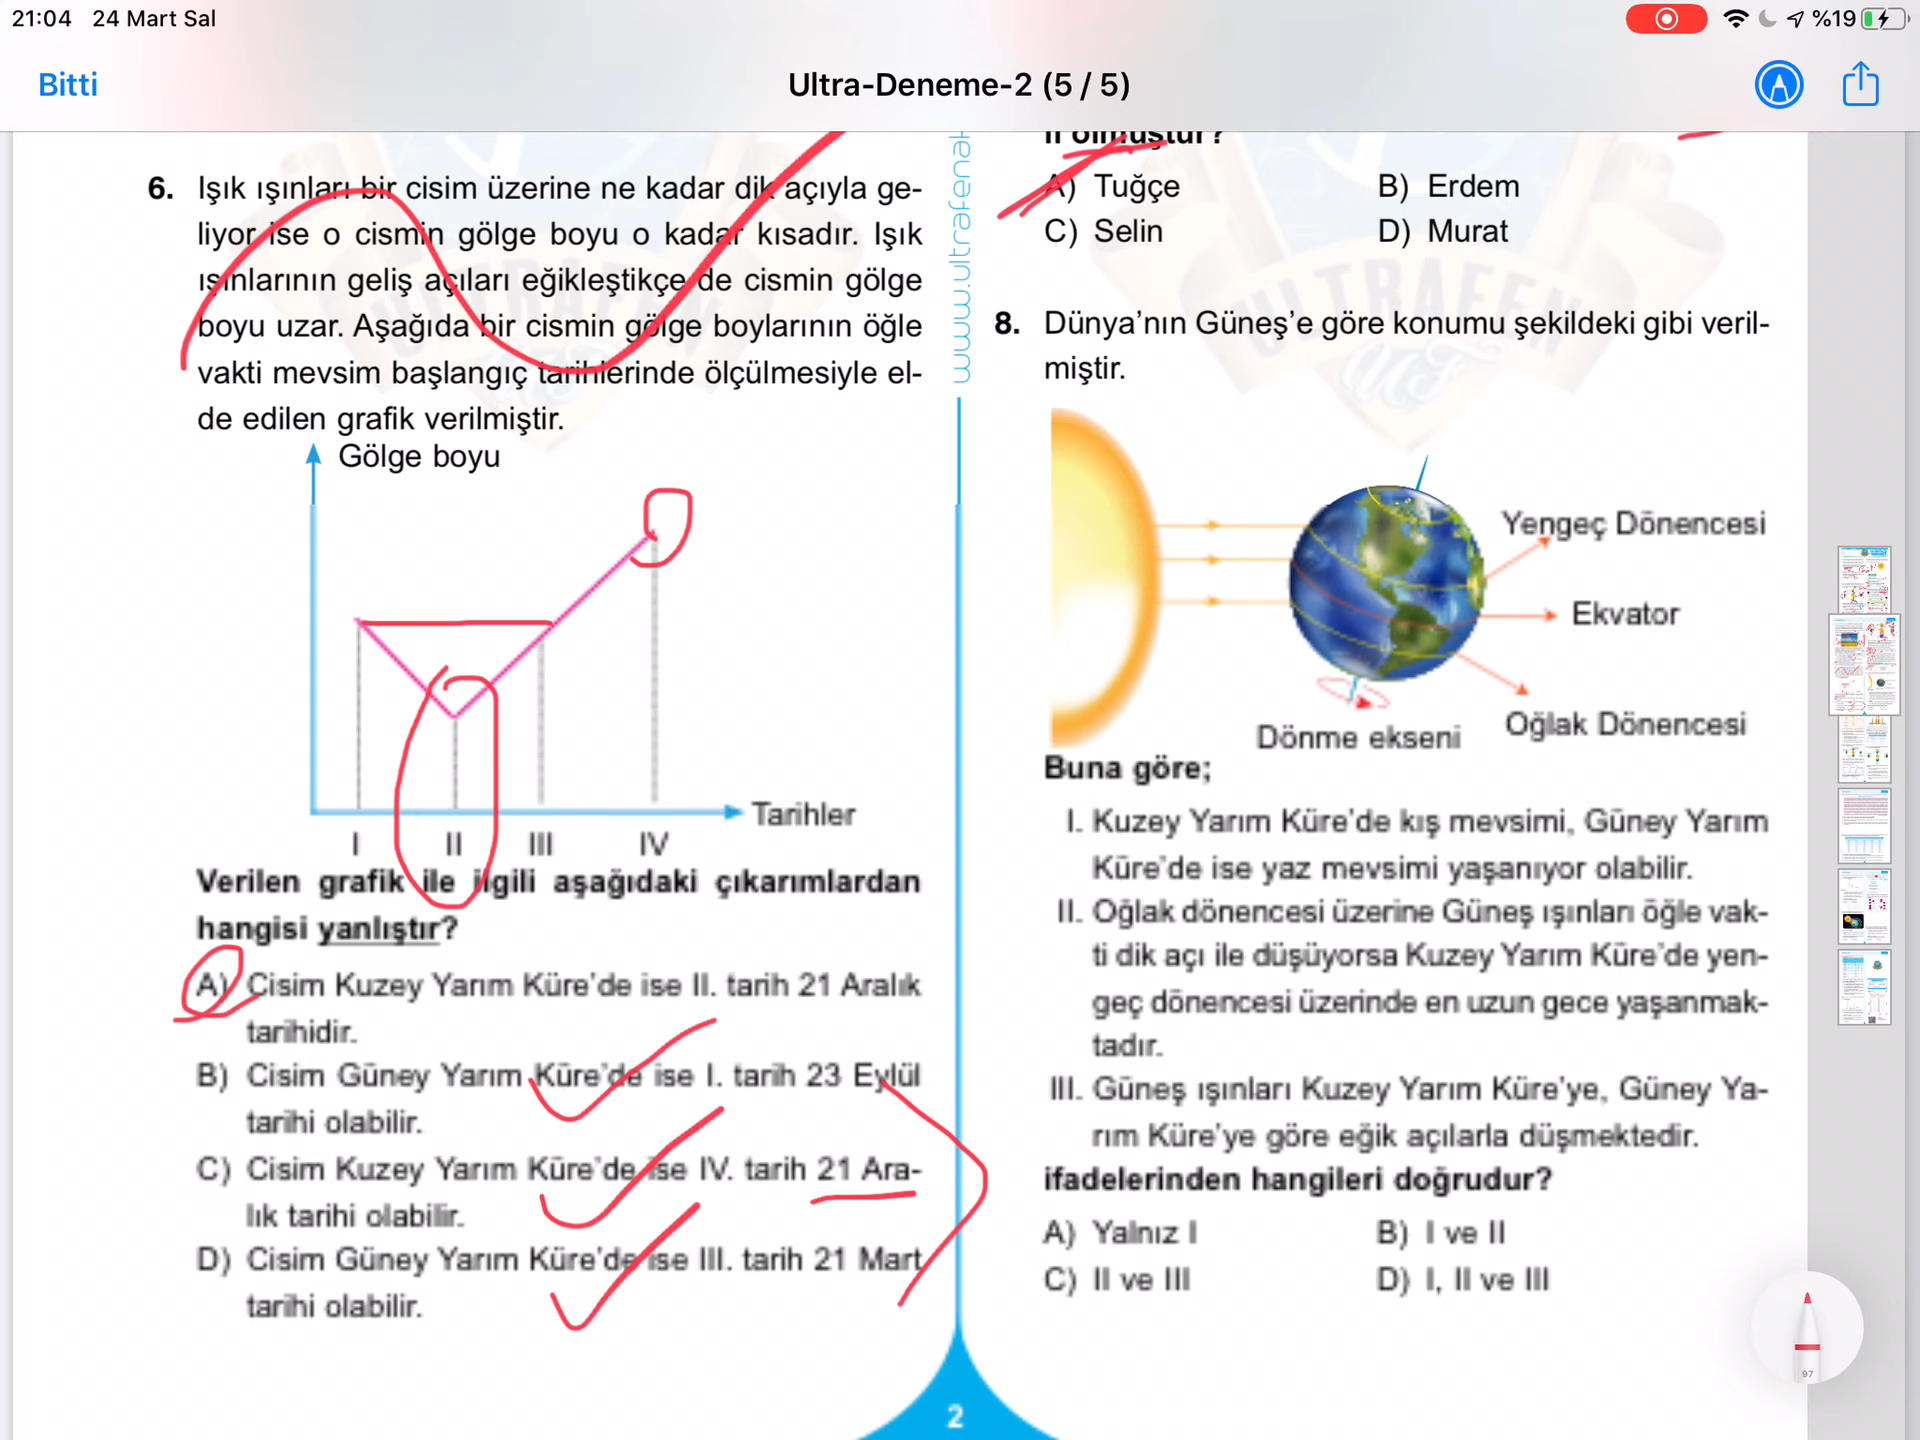 21:04 24 Mart Sal
%19
Bitti
Ultra-Deneme-2 (5 / 5)
6. Işık ışınları bir cisim üzerine ne kadar dik açıyla ge-
liyor ise o cismin gölge boyu o kadar kısadır. Işık
ışınlarının geliş açıları eğikleştikçe de cismin gölge
boyu uzar. Aşağıda bir cismin gölge boylarının öğle
vakti mevsim başlangıç tarihlerinde ölçülmesiyle el-
de edilen grafik verilmiştir.
Gölge boyu
Tarihler
I II III IV
Verilen grafik ile ilgili aşağıdaki çıkarımlardan
hangisi yanlıştır?
A) Cisim Kuzey Yarım Küre'de ise II. tarih 21 Aralık
tarihidir.
B) Cisim Güney Yarım Küre'de ise I. tarih 23 Eylül
tarihi olabilir.
C) Cisim Kuzey Yarım Küre'de ise IV. tarih 21 Ara-
lık tarihi olabilir.
D) Cisim Güney Yarım Küre'de ise III. tarih 21 Mart
tarihi olabilir.
www.ultrafena
ULTRAFEN
UF
2
olmuştur?
A) Tuğçe B) Erdem
C) Selin D) Murat
ULTRAFEN
UF
8. Dünya'nın Güneş'e göre konumu şekildeki gibi veril-
miştir.
Yengeç Dönencesi
Ekvator
Oğlak Dönencesi
Dönme ekseni
Buna göre;
I. Kuzey Yarım Küre'de kış mevsimi, Güney Yarım
Küre'de ise yaz mevsimi yaşanıyor olabilir.
II. Oğlak dönencesi üzerine Güneş ışınları öğle vak-
ti dik açı ile düşüyorsa Kuzey Yarım Küre'de yen-
geç dönencesi üzerinde en uzun gece yaşanmak-
tadır.
III. Güneş ışınları Kuzey Yarım Küre'ye, Güney Ya-
rım Küre'ye göre eğik açılarla düşmektedir.
ifadelerinden hangileri doğrudur?
A) Yalnız I B) I ve II
C) II ve III D) I, II ve III
97